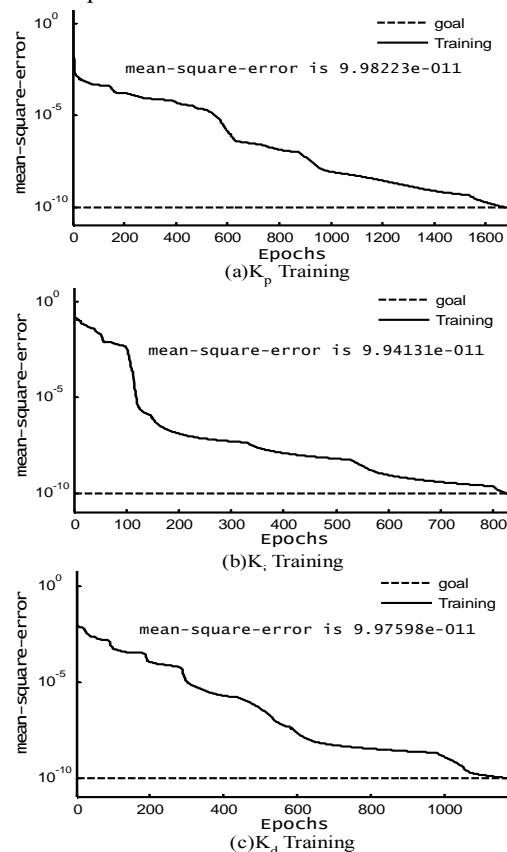 10^0
goal
Training
mean-square-error is 9.98223e-011
mean-square-error
10^-5
10^-10
0 200 400 600 800 1000 1200 1400 1600
Epochs
(a)K_p Training
10^0
goal
Training
mean-square-error is 9.94131e-011
mean-square-error
10^-5
10^-10
0 100 200 300 400 500 600 700 800
Epochs
(b)K_i Training
10^0
goal
Training
mean-square-error is 9.97598e-011
mean-square-error
10^-5
10^-10
0 200 400 600 800 1000
Epochs
(c)K_d Training